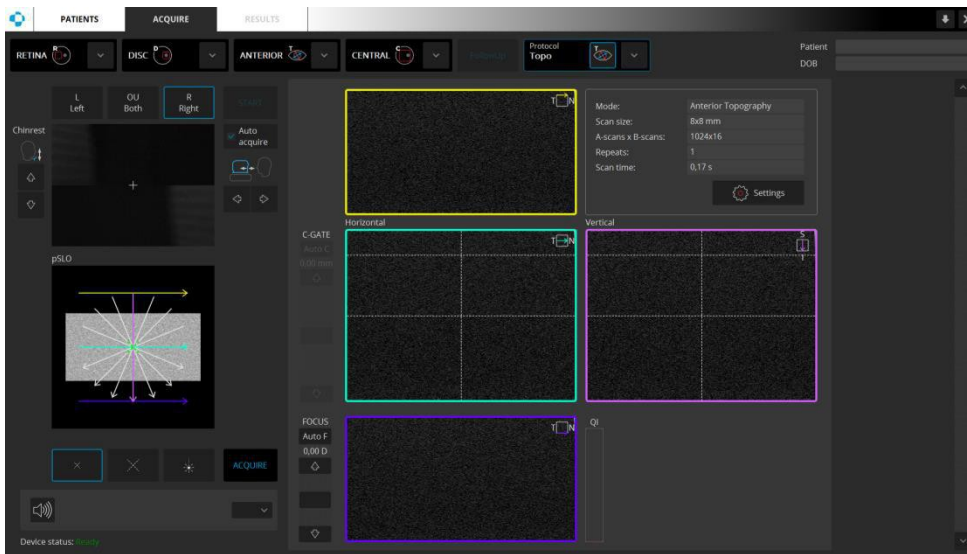 PATIENTS ACQUIRE RESULTS
RETINA R DISC D ANTERIOR T CENTRAL C Protocol Topo T
Patient
DOB
L Left OU Both R Right START
Chinrest
Auto acquire
pSLO
ACQUIRE
Device status: Ready
C-GATE
Auto C
0,00 mm
FOCUS
Auto F
0,00 D
T N
Horizontal
T N
T N
Vertical
S
I
QI
Mode: Anterior Topography
Scan size: 8x8 mm
A-scans x B-scans: 1024x16
Repeats: 1
Scan time: 0,17 s
Settings